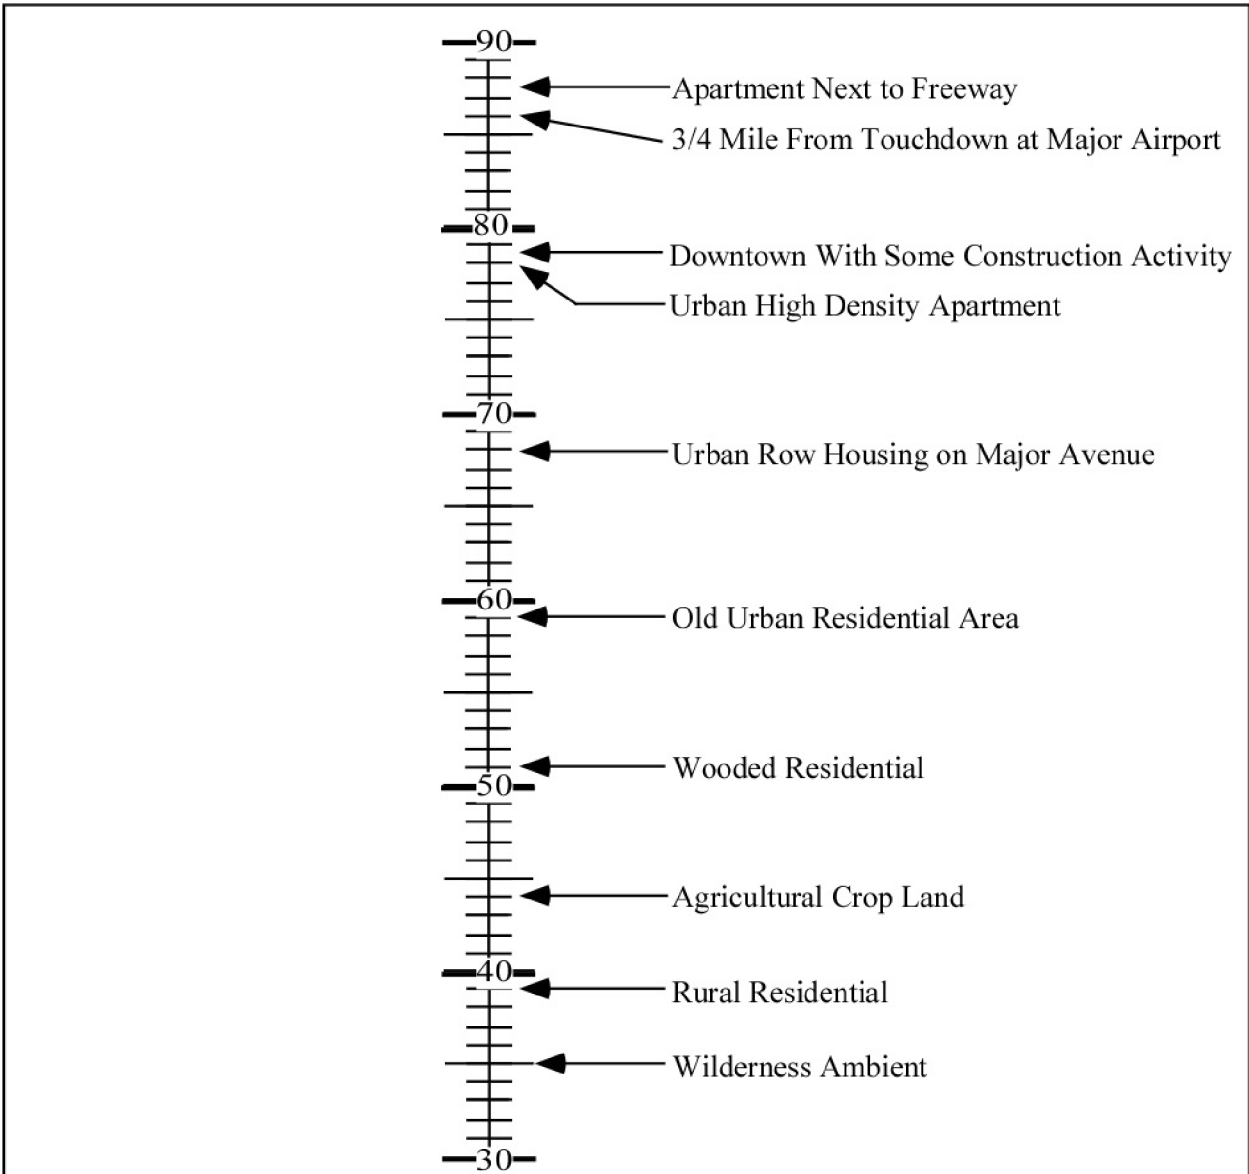 90
Apartment Next to Freeway
3/4 Mile From Touchdown at Major Airport
80
Downtown With Some Construction Activity
Urban High Density Apartment
70
Urban Row Housing on Major Avenue
60
Old Urban Residential Area
Wooded Residential
50
Agricultural Crop Land
40
Rural Residential
Wilderness Ambient
30